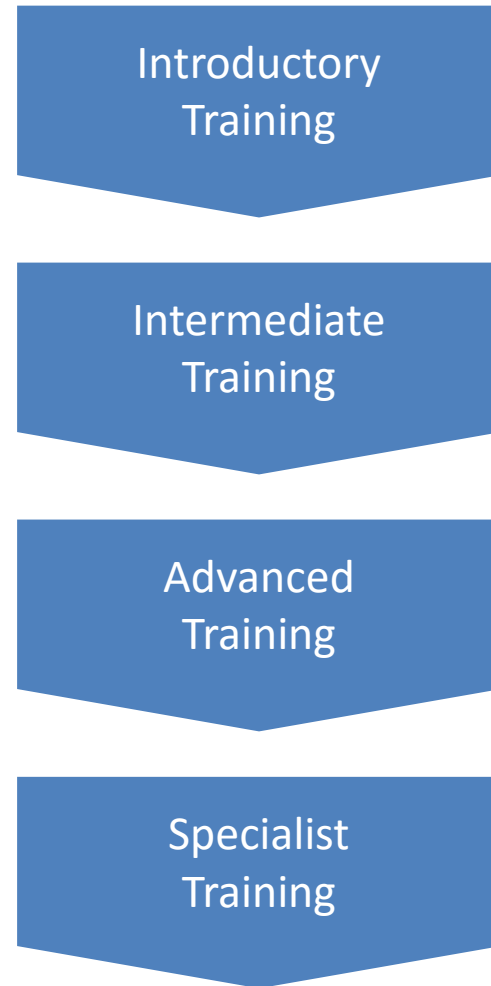 Introductory
Training
Intermediate
Training
Advanced
Training
Specialist
Training